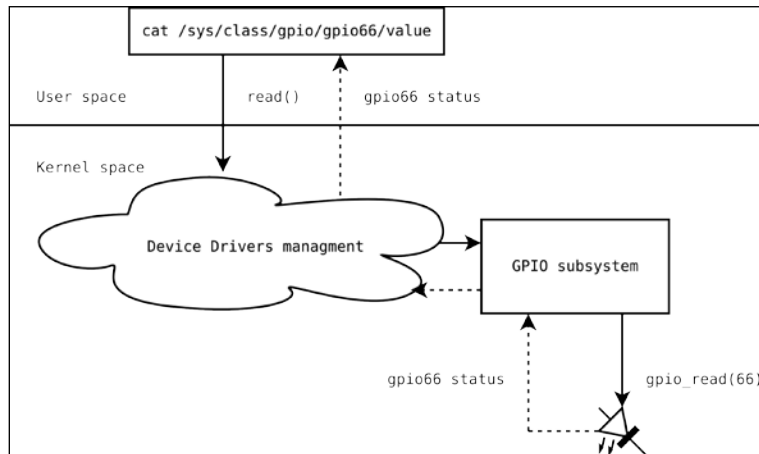 cat /sys/class/gpio/gpio66/value
User space
read()
gpio66 status
Kernel space
Device Drivers managment
GPIO subsystem
gpio66 status
gpio_read(66)